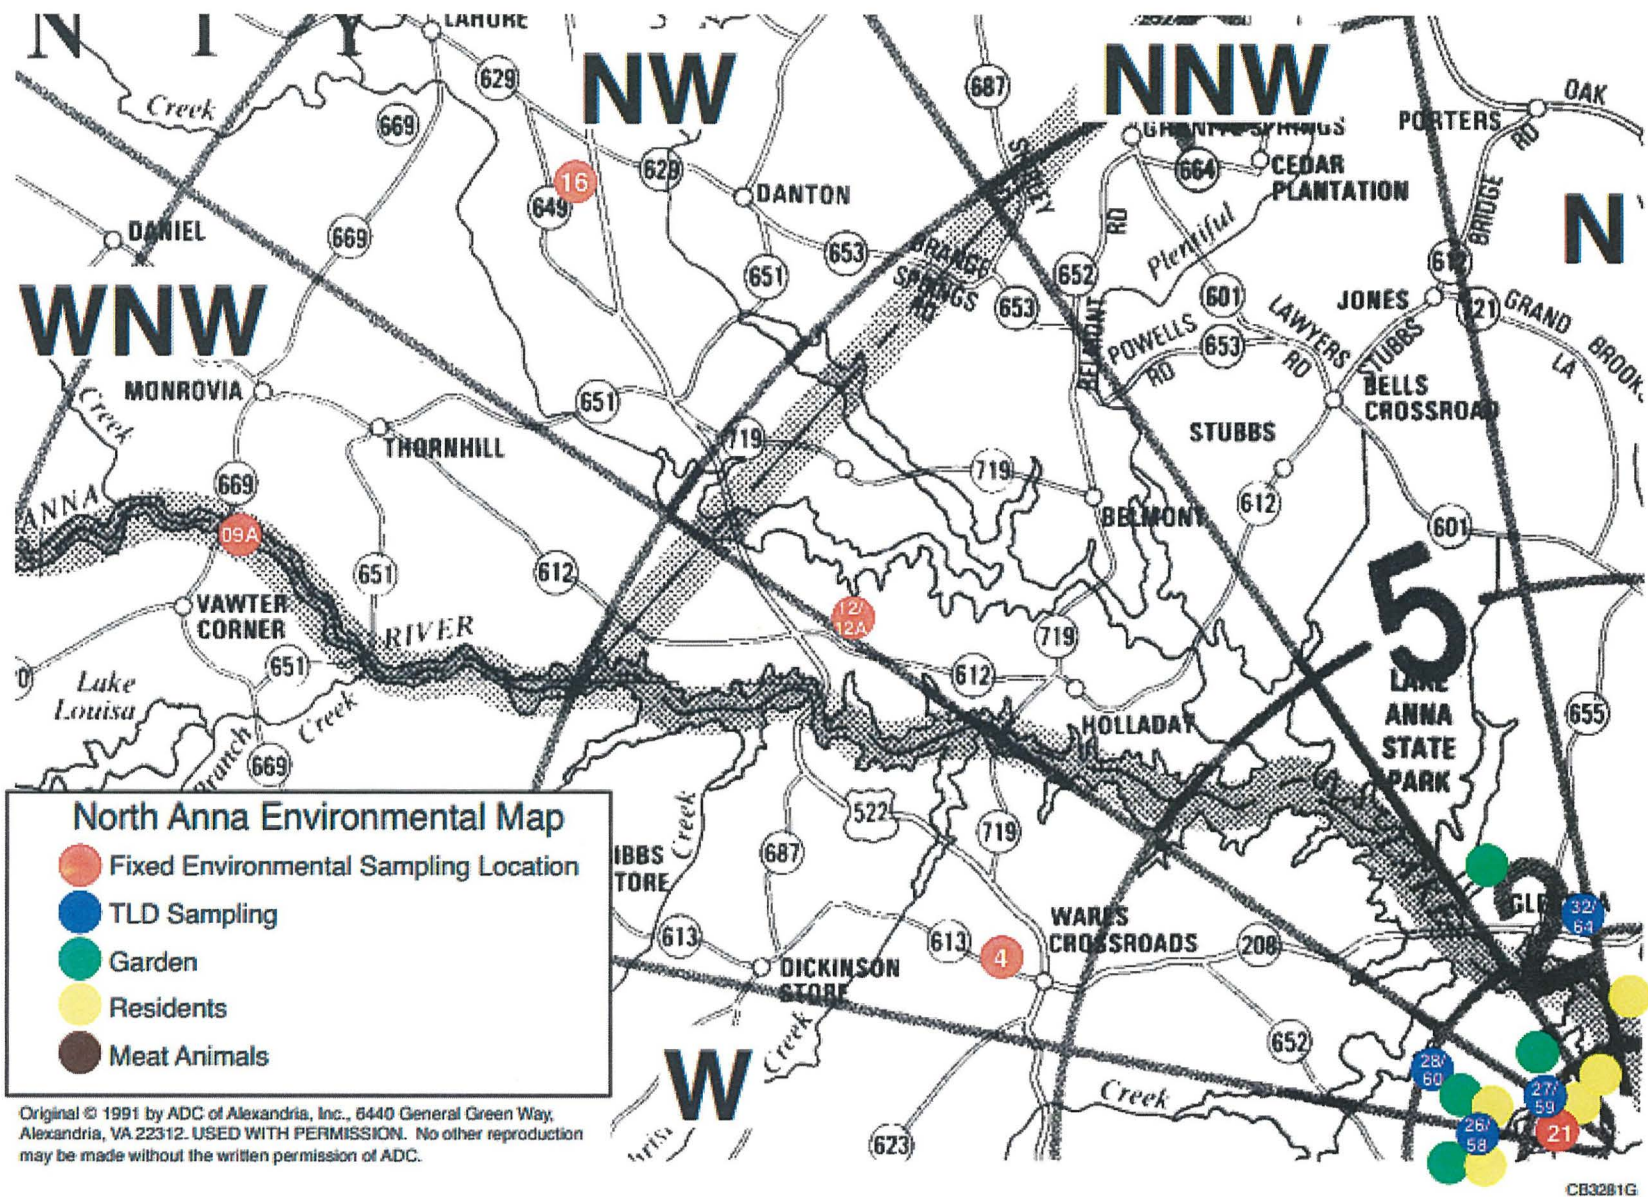 N I Y
LAHORE
629
NW
687
NNW
OAK
PORTERS
RD
Creek
669
GRANITE SPRINGS
664
CEDAR
PLANTATION
16
629
649
DANTON
BRIDGE
N
DANIEL
669
RD
Plentiful
653
ORANGE
SPRINGS
RD
651
652
612
653
601
JONES
621
GRAND
LA
BROOK
WNW
LAWYERS
RD
STUBBS
POWELLS
RD
653
BELMONT
MONROVIA
Creek
651
BELLS
CROSSROAD
THORNHILL
719
STUBBS
669
719
612
ANNA
BELMONT
601
09A
651
612
5
VAWTER
CORNER
12/
12A
RIVER
719
651
612
Lake
Louisa
LAKE
ANNA
STATE
PARK
Creek
HOLLADAY
655
Branch
669
North Anna Environmental Map
Fixed Environmental Sampling Location
TLD Sampling
Garden
Residents
Meat Animals
Creek
522
719
687
IBBS
TORE
2
32/
64
WARES
CROSSROADS
613
613
4
208
DICKINSON
STORE
Creek
652
W
28/
60
27/
59
Creek
26/
58
21
623
Original © 1991 by ADC of Alexandria, Inc., 6440 General Green Way,
Alexandria, VA 22312. USED WITH PERMISSION. No other reproduction
may be made without the written permission of ADC.
CB3281G